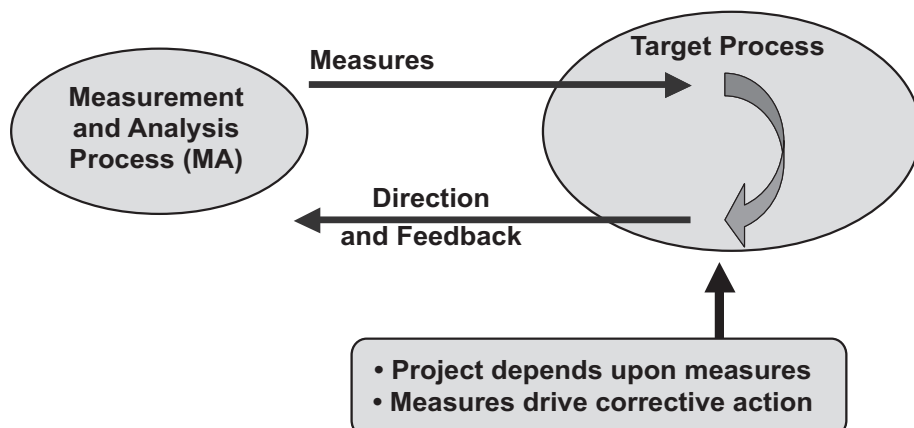 Measurement
and Analysis
Process (MA)
Measures
Target Process
Direction
and Feedback
• Project depends upon measures
• Measures drive corrective action